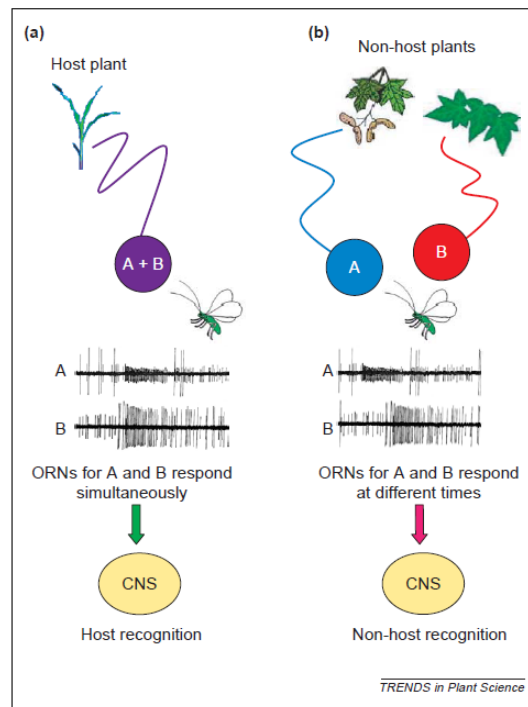 (a)
Host plant
A + B
A
B
ORNs for A and B respond
simultaneously
CNS
Host recognition
(b)
Non-host plants
A
B
A
B
ORNs for A and B respond
at different times
CNS
Non-host recognition
TRENDS in Plant Science